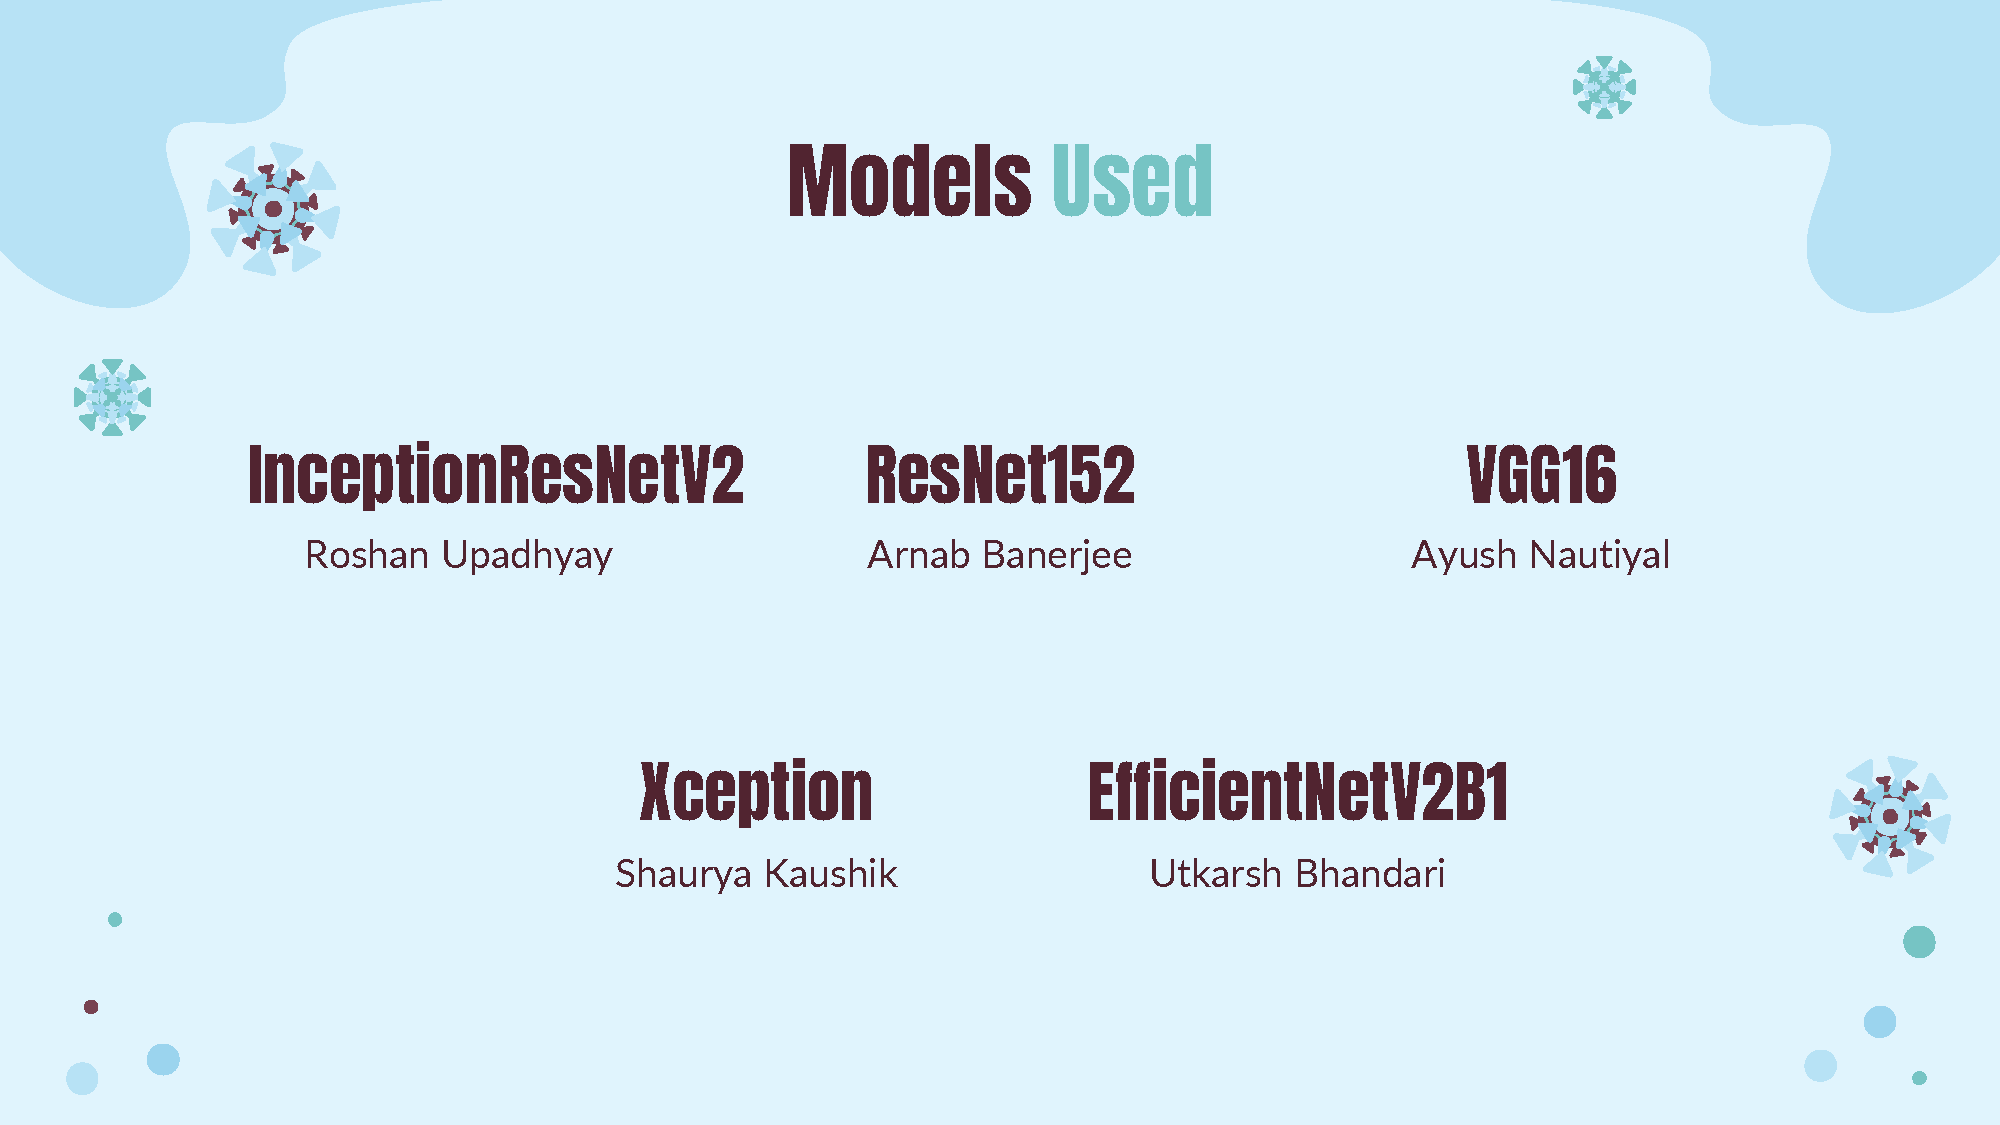 Models Used
InceptionResNetV2
Roshan Upadhyay
ResNet152
Arnab Banerjee
VGG16
Ayush Nautiyal
Xception
Shaurya Kaushik
EfficientNetV2B1
Utkarsh Bhandari